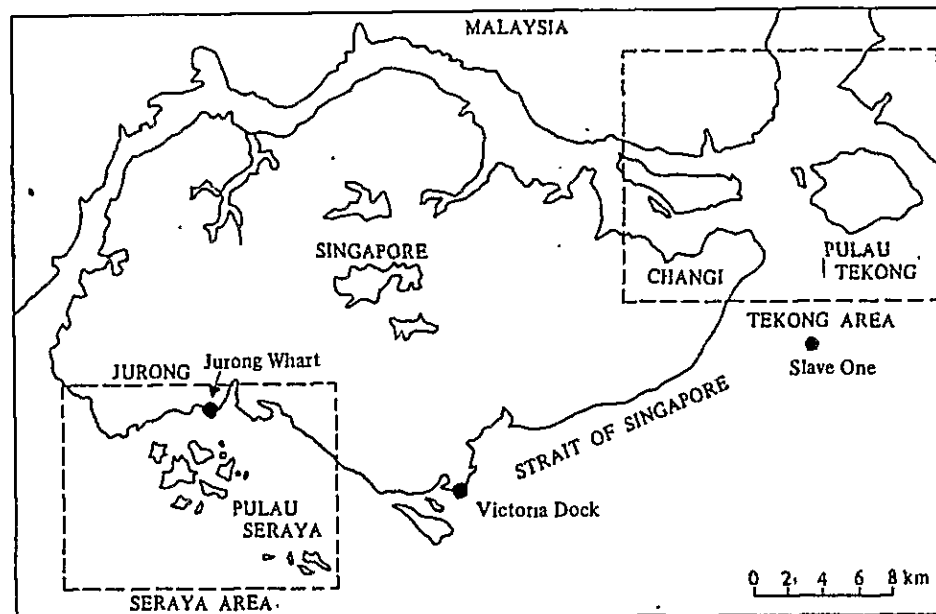 MALAYSIA
SINGAPORE
CHANGI
PULAU
TEKONG
TEKONG AREA
Slave One
JURONG
Jurong Whart
STRAIT OF SINGAPORE
Victoria Dock
PULAU
SERAYA
0 2 4 6 8 km
SERAYA AREA